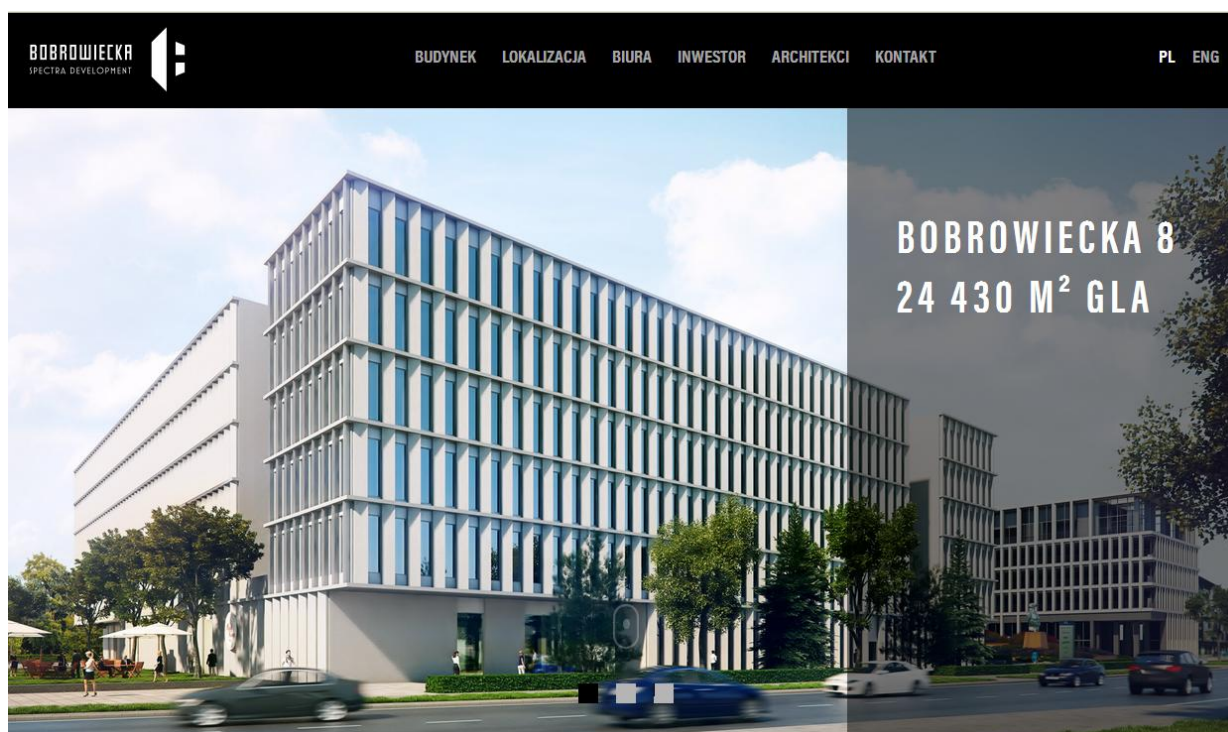 BOBROWIECKA
SPECTRA DEVELOPMENT
BUDYNEK LOKALIZACJA BIURA INWESTOR ARCHITEKCI KONTAKT
PL ENG
BOBROWIECKA 8
24 430 M² GLA